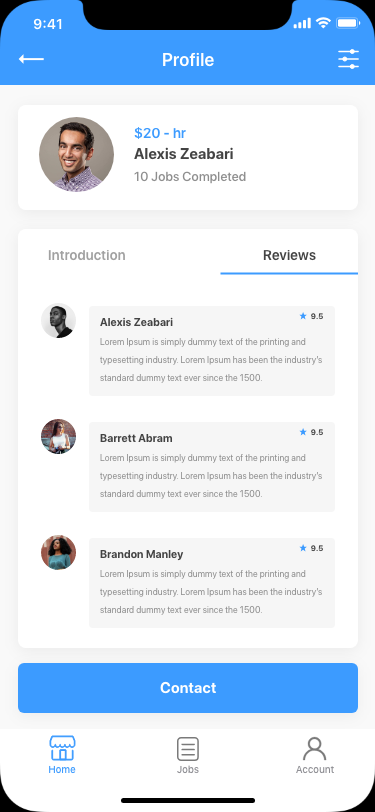 9:41
Profile
$20 - hr
Alexis Zeabari
10 Jobs Completed
Introduction
Reviews
Alexis Zeabari
9.5
Lorem Ipsum is simply dummy text of the printing and
typesetting industry. Lorem Ipsum has been the industry's
standard dummy text ever since the 1500.
Barrett Abram
9.5
Lorem Ipsum is simply dummy text of the printing and
typesetting industry. Lorem Ipsum has been the industry's
standard dummy text ever since the 1500.
Brandon Manley
9.5
Lorem Ipsum is simply dummy text of the printing and
typesetting industry. Lorem Ipsum has been the industry's
standard dummy text ever since the 1500.
Contact
Home
Jobs
Account